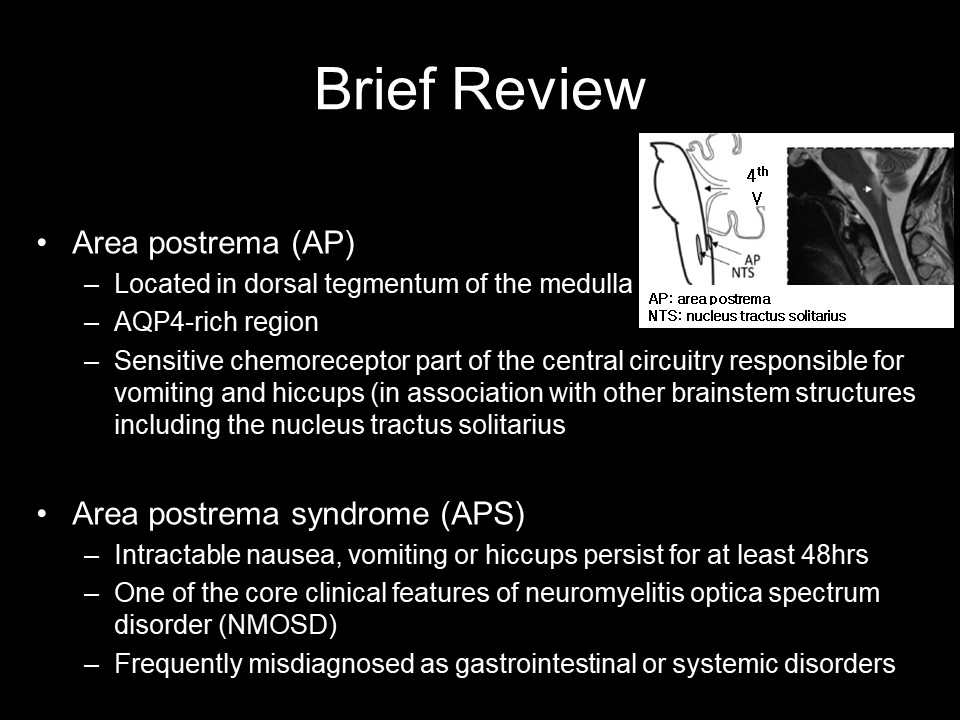 Brief Review
4th
V
AP
NTS
AP: area postrema
NTS: nucleus tractus solitarius
• Area postrema (AP)
– Located in dorsal tegmentum of the medulla
– AQP4-rich region
– Sensitive chemoreceptor part of the central circuitry responsible for
vomiting and hiccups (in association with other brainstem structures
including the nucleus tractus solitarius
• Area postrema syndrome (APS)
– Intractable nausea, vomiting or hiccups persist for at least 48hrs
– One of the core clinical features of neuromyelitis optica spectrum
disorder (NMOSD)
– Frequently misdiagnosed as gastrointestinal or systemic disorders